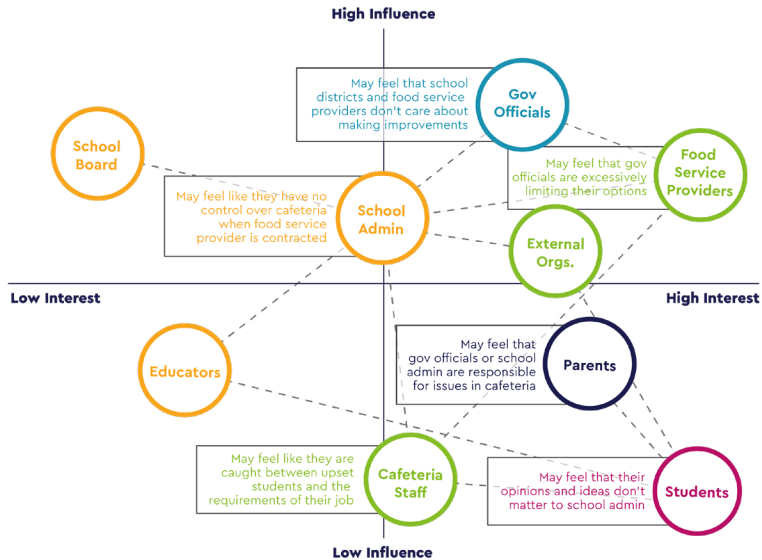 High Influence
May feel that school
districts and food service
providers don't care about
making improvements
Gov
Officials
School
Board
May feel that gov
officials are excessively
limiting their options
Food
Service
Providers
May feel like they have no
control over cafeteria
when food service
provider is contracted
School
Admin
External
Orgs.
Low Interest
High Interest
Educators
May feel that
gov officials or school
admin are responsible
for issues in cafeteria
Parents
May feel like they are
caught between upset
students and the
requirements of their job
Cafeteria
Staff
May feel that their
opinions and ideas don't
matter to school admin
Students
Low Influence